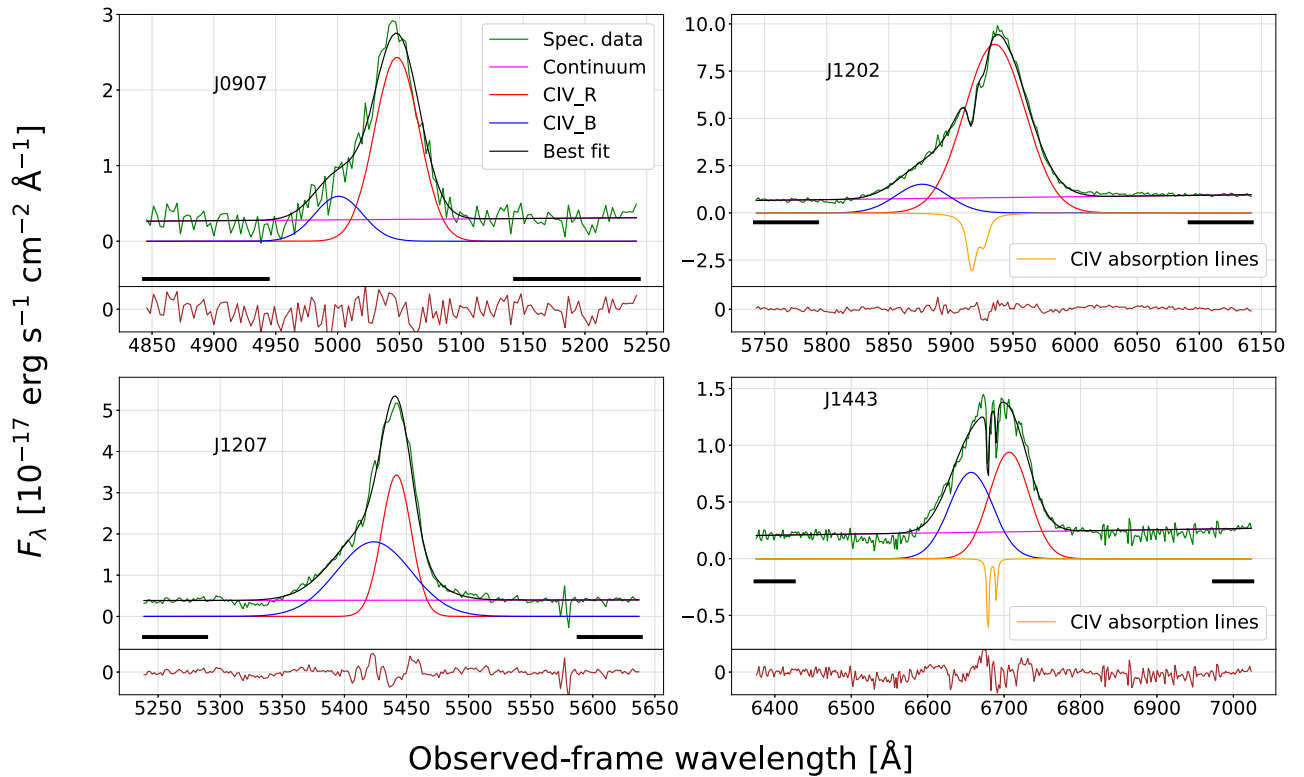 F_λ [10⁻¹⁷ erg s⁻¹ cm⁻² Å⁻¹]
J0907
Spec. data
Continuum
CIV_R
CIV_B
Best fit
3
2
1
0
0
4850 4900 4950 5000 5050 5100 5150 5200 5250
J1202
CIV absorption lines
10.0
7.5
5.0
2.5
0.0
−2.5
0
5750 5800 5850 5900 5950 6000 6050 6100 6150
J1207
5
4
3
2
1
0
0
5250 5300 5350 5400 5450 5500 5550 5600 5650
J1443
CIV absorption lines
1.5
1.0
0.5
0.0
−0.5
0
6400 6500 6600 6700 6800 6900 7000
Observed-frame wavelength [Å]